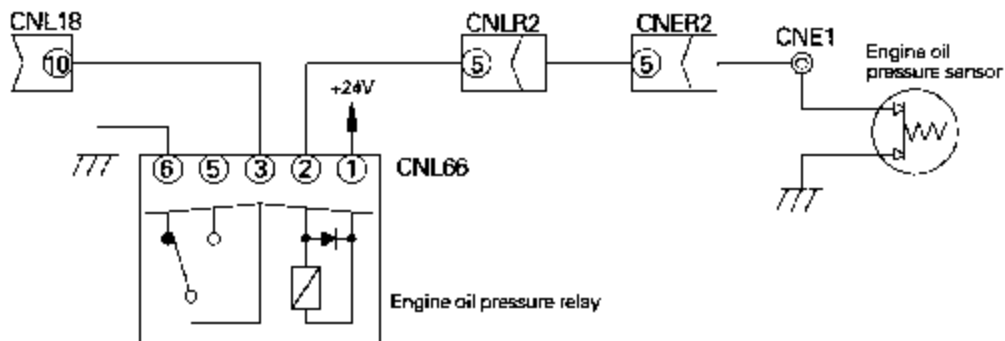 CNL18
CNLR2
CNER2
CNE1
Engine oil
pressure sensor
10
5
5
+24V
6 5 3 2 1
CNL66
Engine oil pressure relay